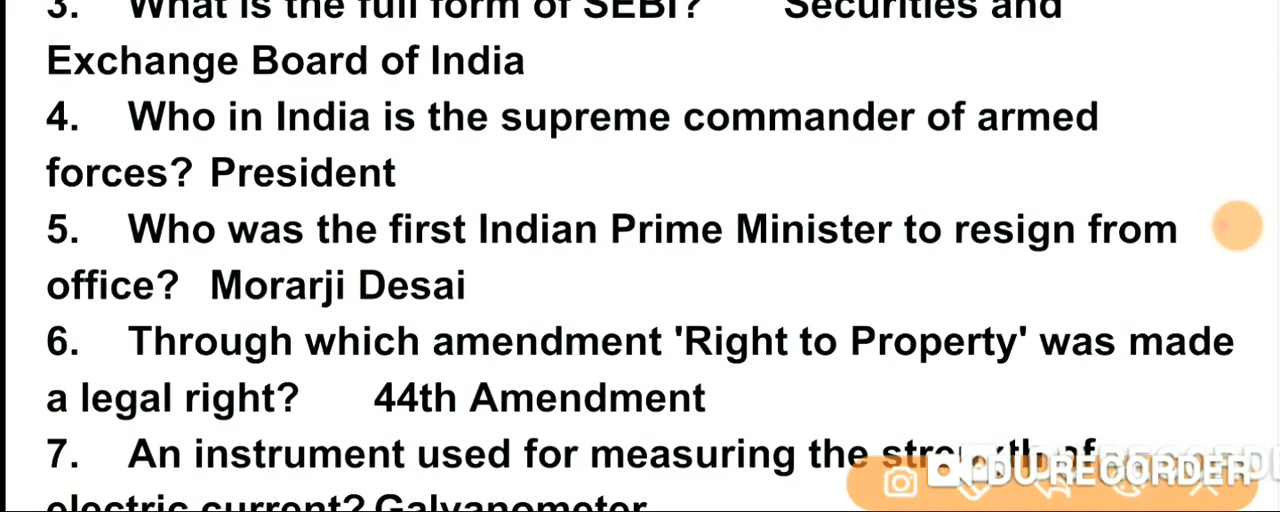 3. What is the full form of SEBI? Securities and
Exchange Board of India
4. Who in India is the supreme commander of armed
forces? President
5. Who was the first Indian Prime Minister to resign from
office? Morarji Desai
6. Through which amendment 'Right to Property' was made
a legal right? 44th Amendment
7. An instrument used for measuring the strength of
DU RECORDER
electric current? Galvanometer